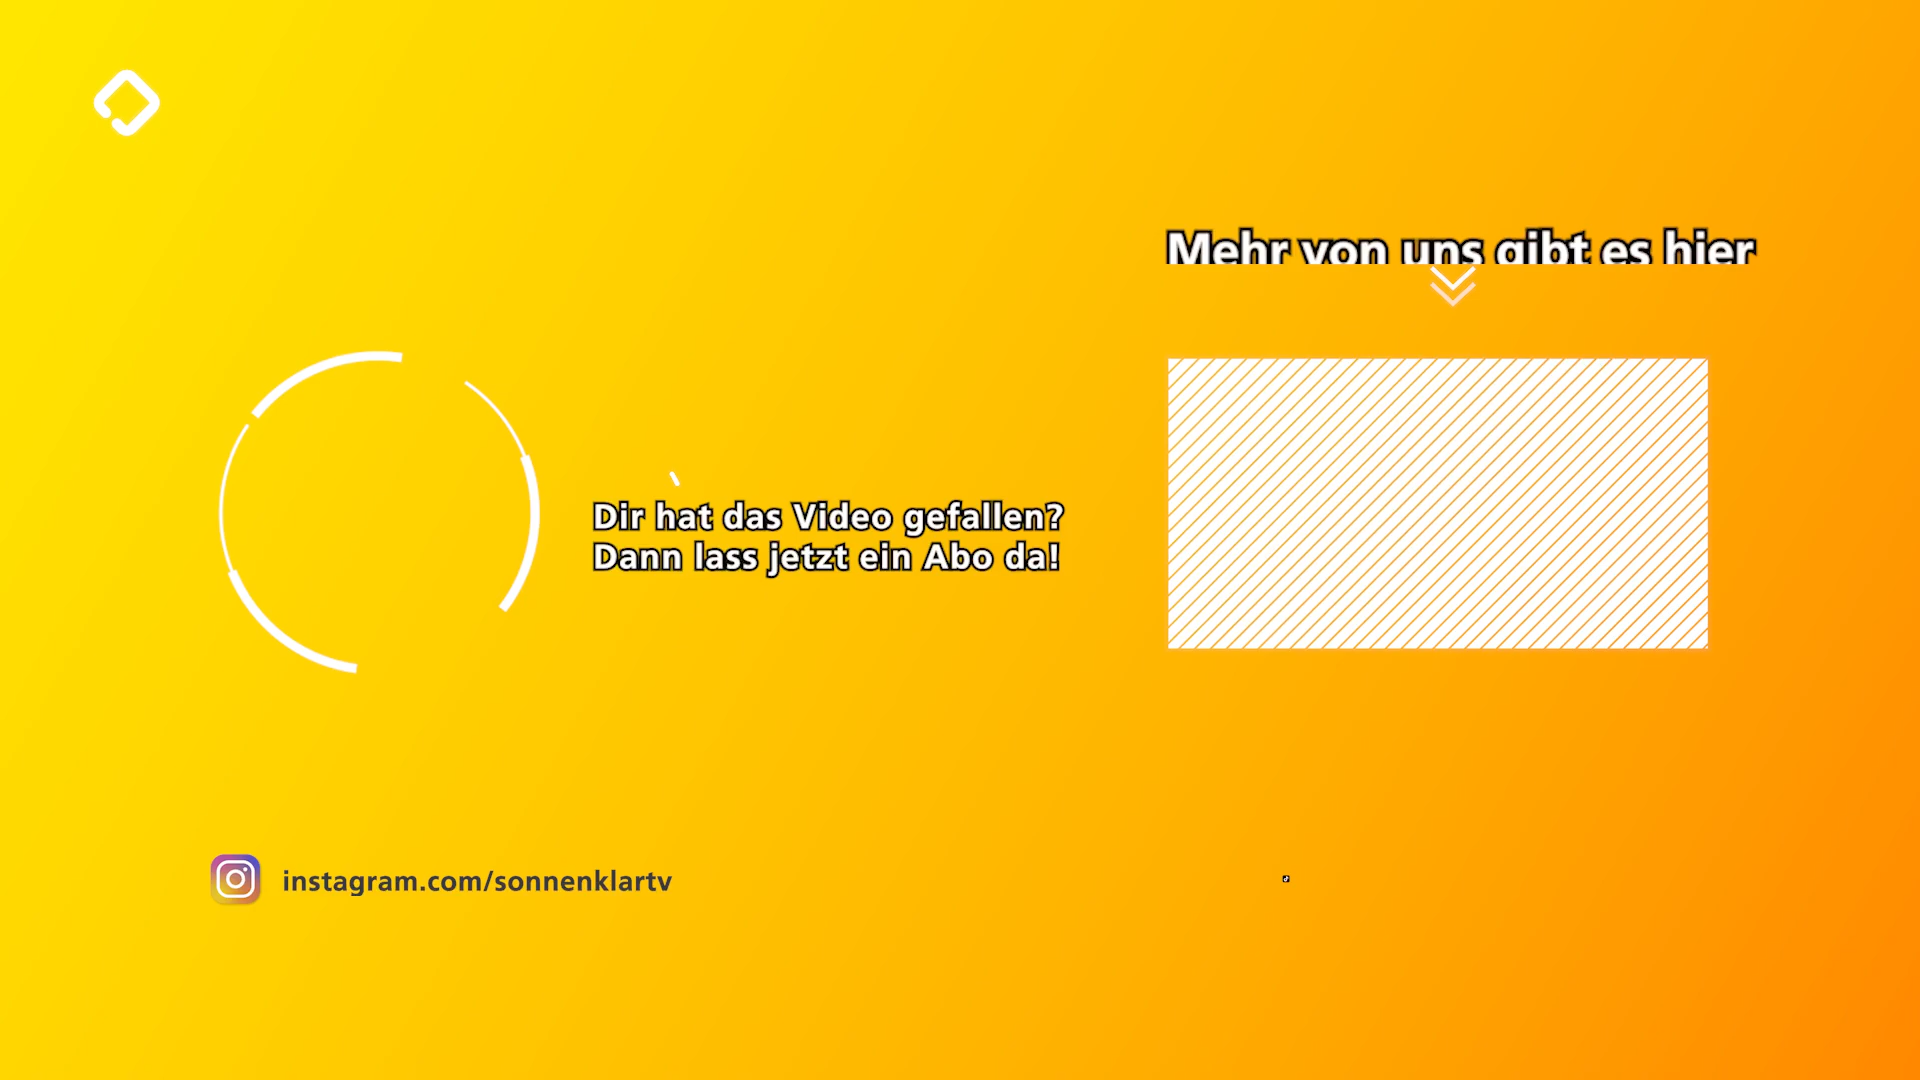 Mehr von uns gibt es hier
Dir hat das Video gefallen?
Dann lass jetzt ein Abo da!
instagram.com/sonnenklartv